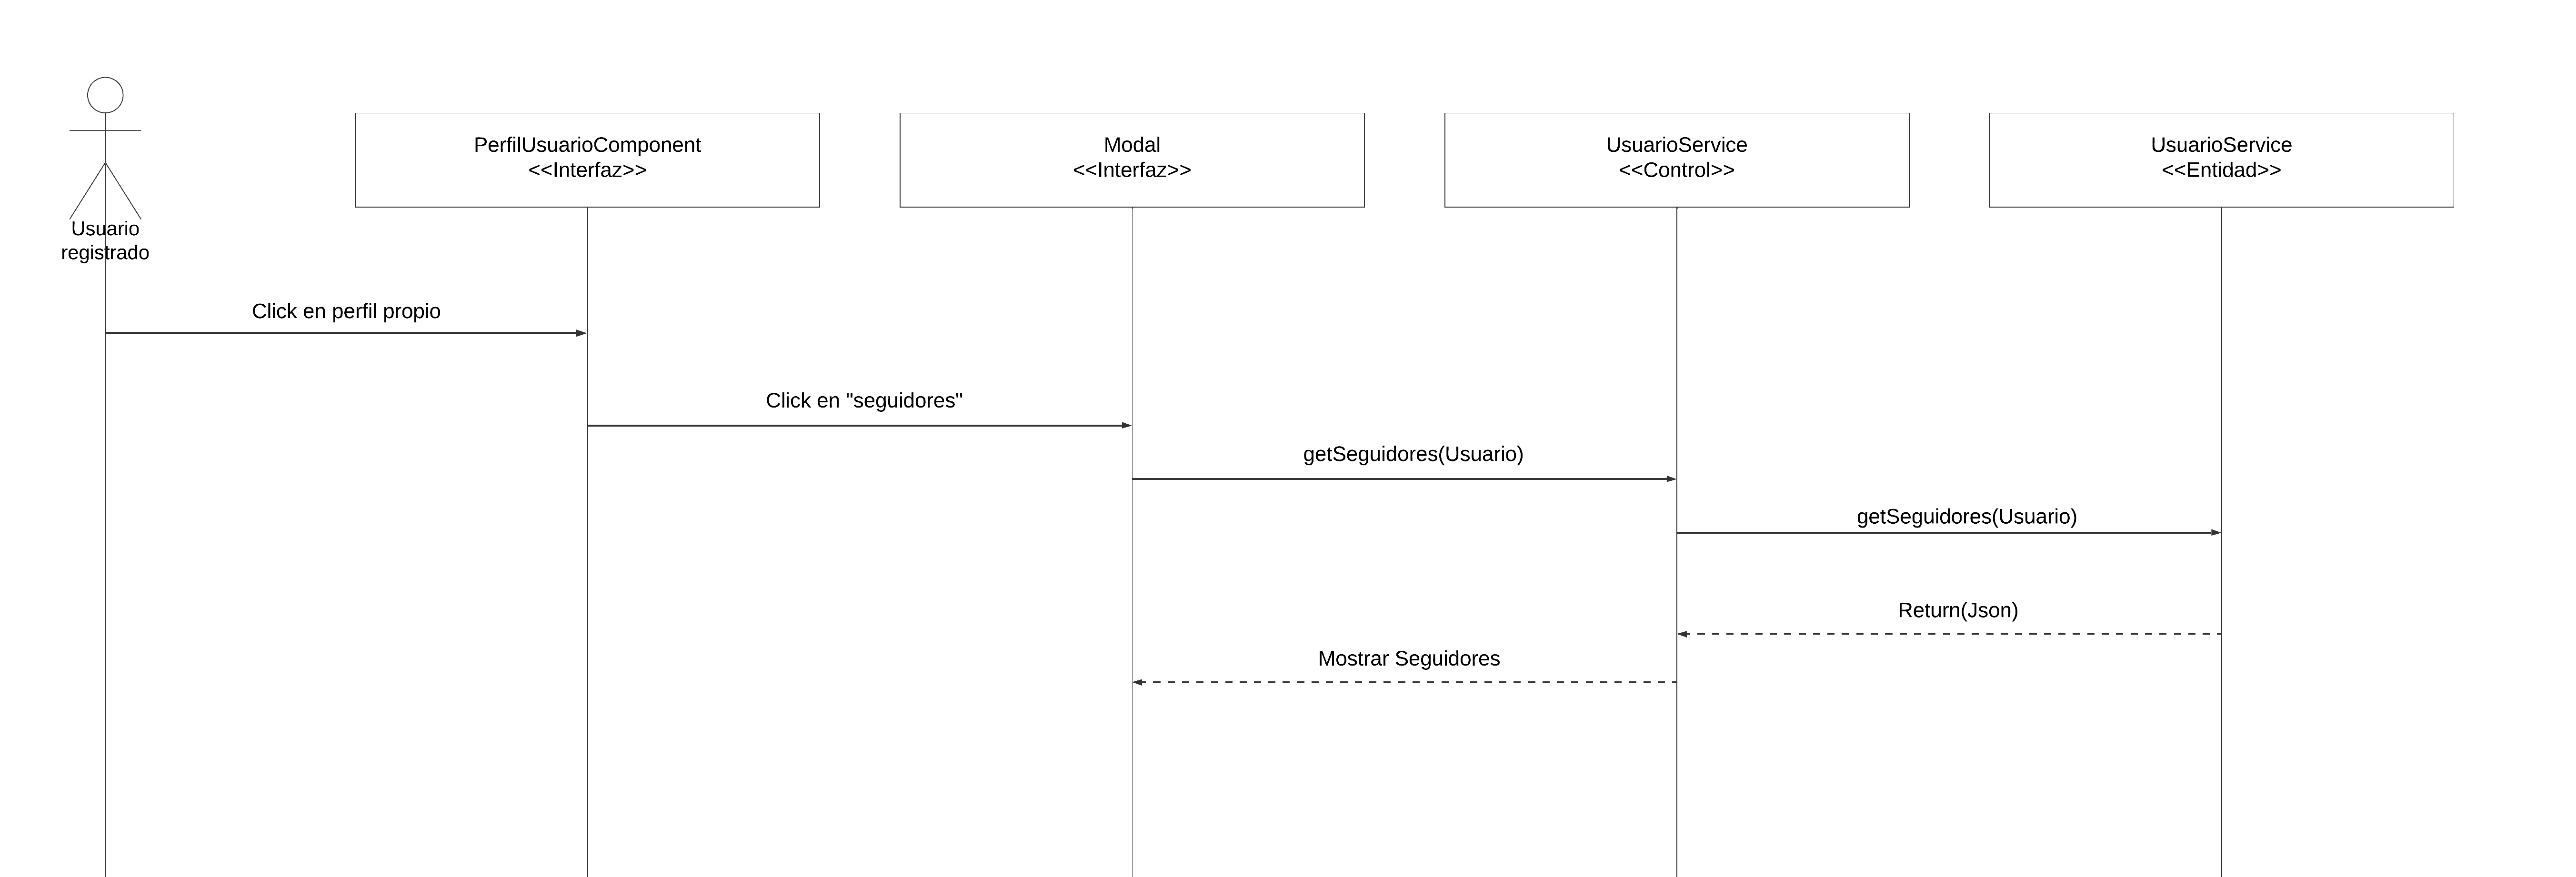 PerfilUsuarioComponent
<<Interfaz>>
Modal
<<Interfaz>>
UsuarioService
<<Control>>
UsuarioService
<<Entidad>>
Usuario
registrado
Click en perfil propio
Click en "seguidores"
getSeguidores(Usuario)
getSeguidores(Usuario)
Return(Json)
Mostrar Seguidores